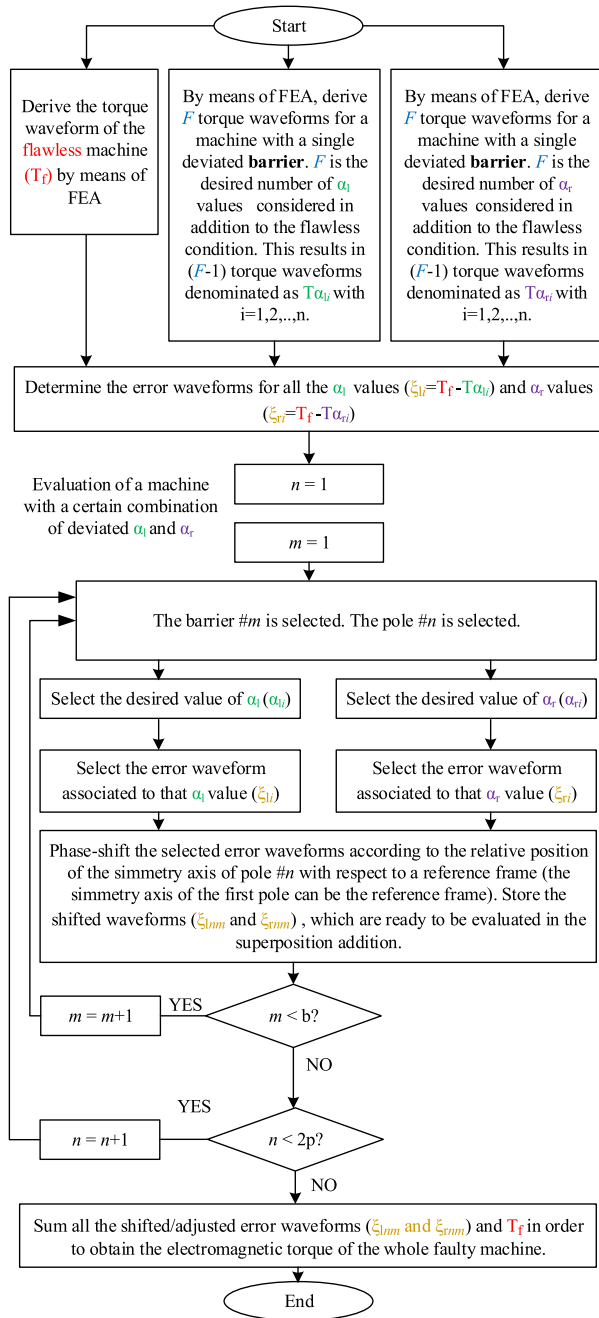 Start
Derive the torque
waveform of the
flawless machine
(Tf) by means of
FEA
By means of FEA, derive
F torque waveforms for a
machine with a single
deviated barrier. F is the
desired number of αl
values considered in
addition to the flawless
condition. This results in
(F-1) torque waveforms
denominated as Tαli with
i=1,2,..,n.
By means of FEA, derive
F torque waveforms for a
machine with a single
deviated barrier. F is the
desired number of αr
values considered in
addition to the flawless
condition. This results in
(F-1) torque waveforms
denominated as Tαri with
i=1,2,..,n.
Determine the error waveforms for all the αl values (ξli=Tf-Tαli) and αr values
(ξri=Tf-Tαri)
Evaluation of a machine
with a certain combination
of deviated αl and αr
n = 1
m = 1
The barrier #m is selected. The pole #n is selected.
Select the desired value of αl (αli)
Select the desired value of αr (αri)
Select the error waveform
associated to that αl value (ξli)
Select the error waveform
associated to that αr value (ξri)
Phase-shift the selected error waveforms according to the relative position
of the simmetry axis of pole #n with respect to a reference frame (the
simmetry axis of the first pole can be the reference frame). Store the
shifted waveforms (ξlnm and ξrnm) , which are ready to be evaluated in the
superposition addition.
m = m+1
YES
m < b?
NO
YES
n = n+1
n < 2p?
NO
Sum all the shifted/adjusted error waveforms (ξlnm and ξrnm) and Tf in order
to obtain the electromagnetic torque of the whole faulty machine.
End